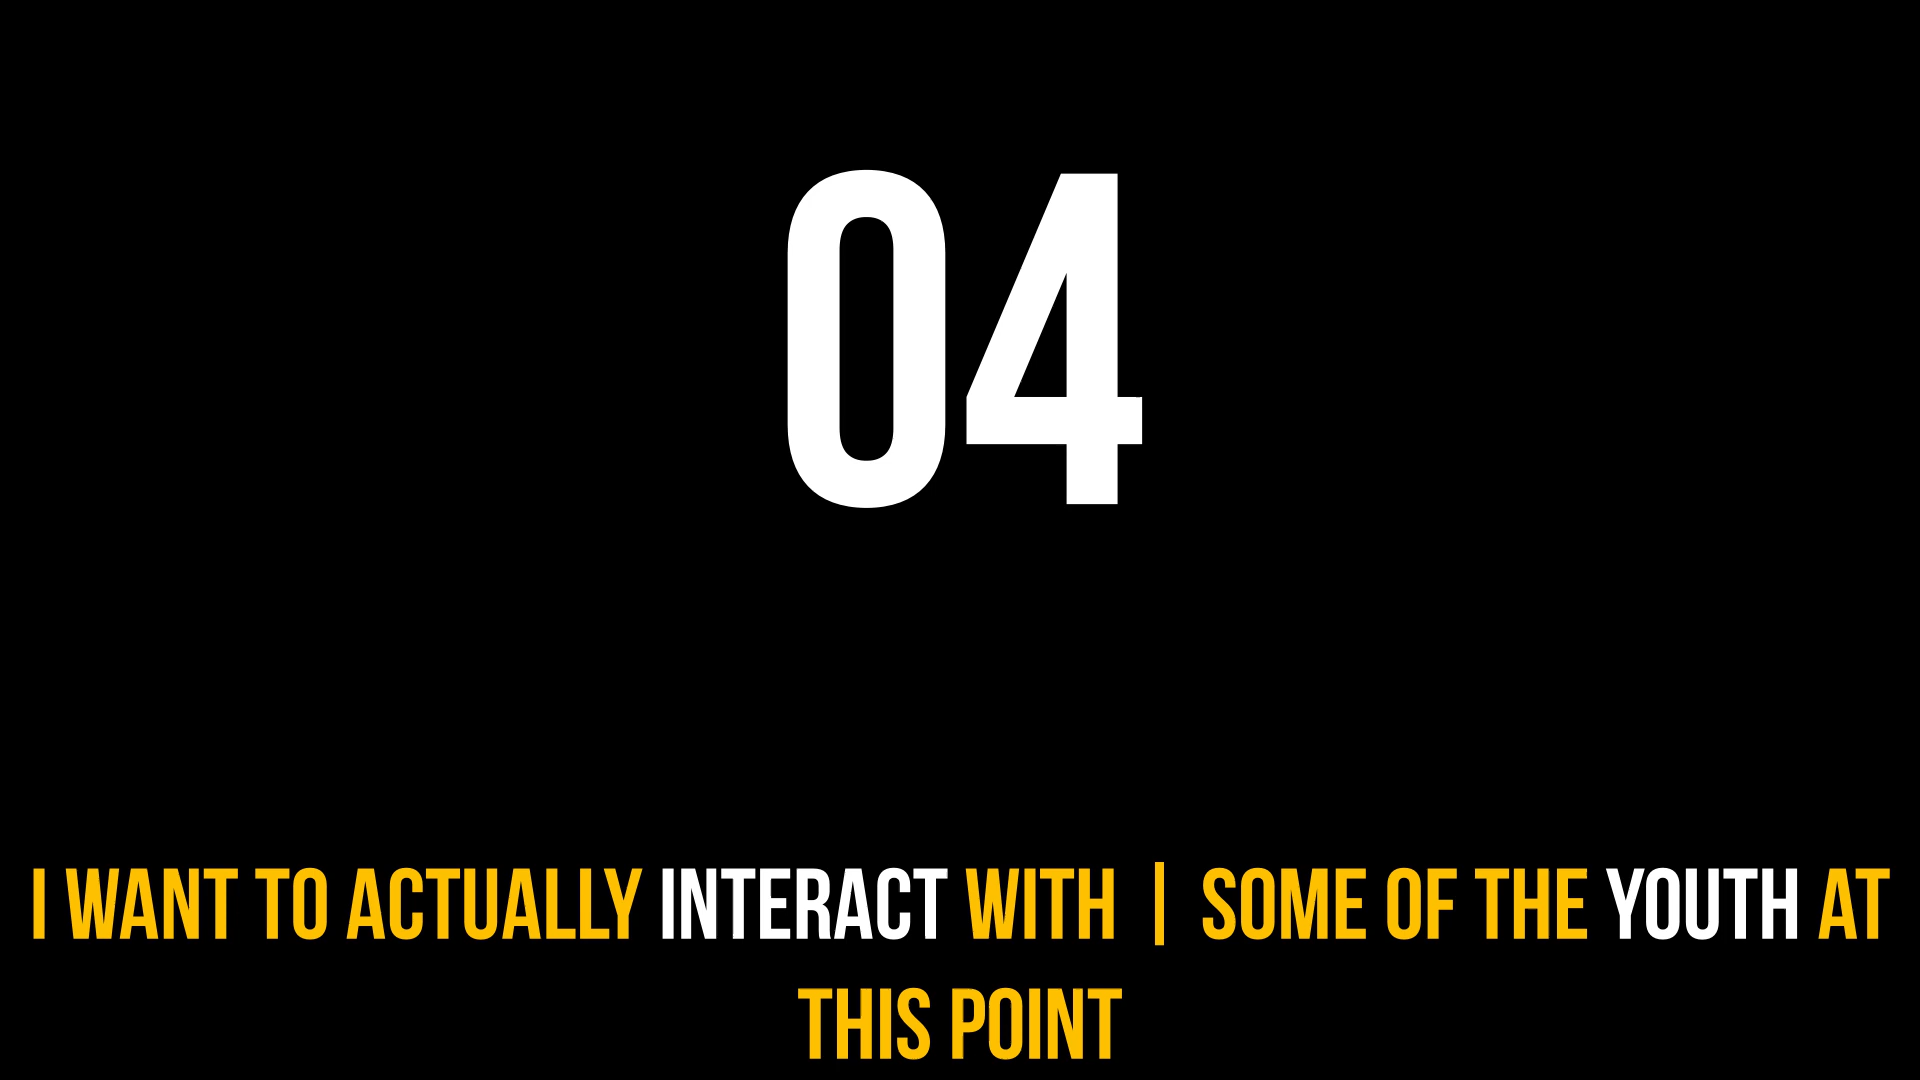 04
I WANT TO ACTUALLY INTERACT WITH | SOME OF THE YOUTH AT
THIS POINT